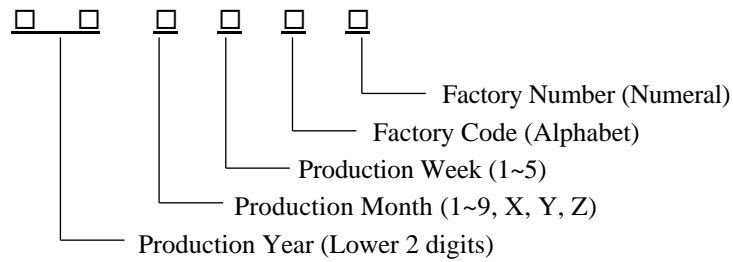 □ □ □ □ □ □
Factory Number (Numeral)
Factory Code (Alphabet)
Production Week (1~5)
Production Month (1~9, X, Y, Z)
Production Year (Lower 2 digits)